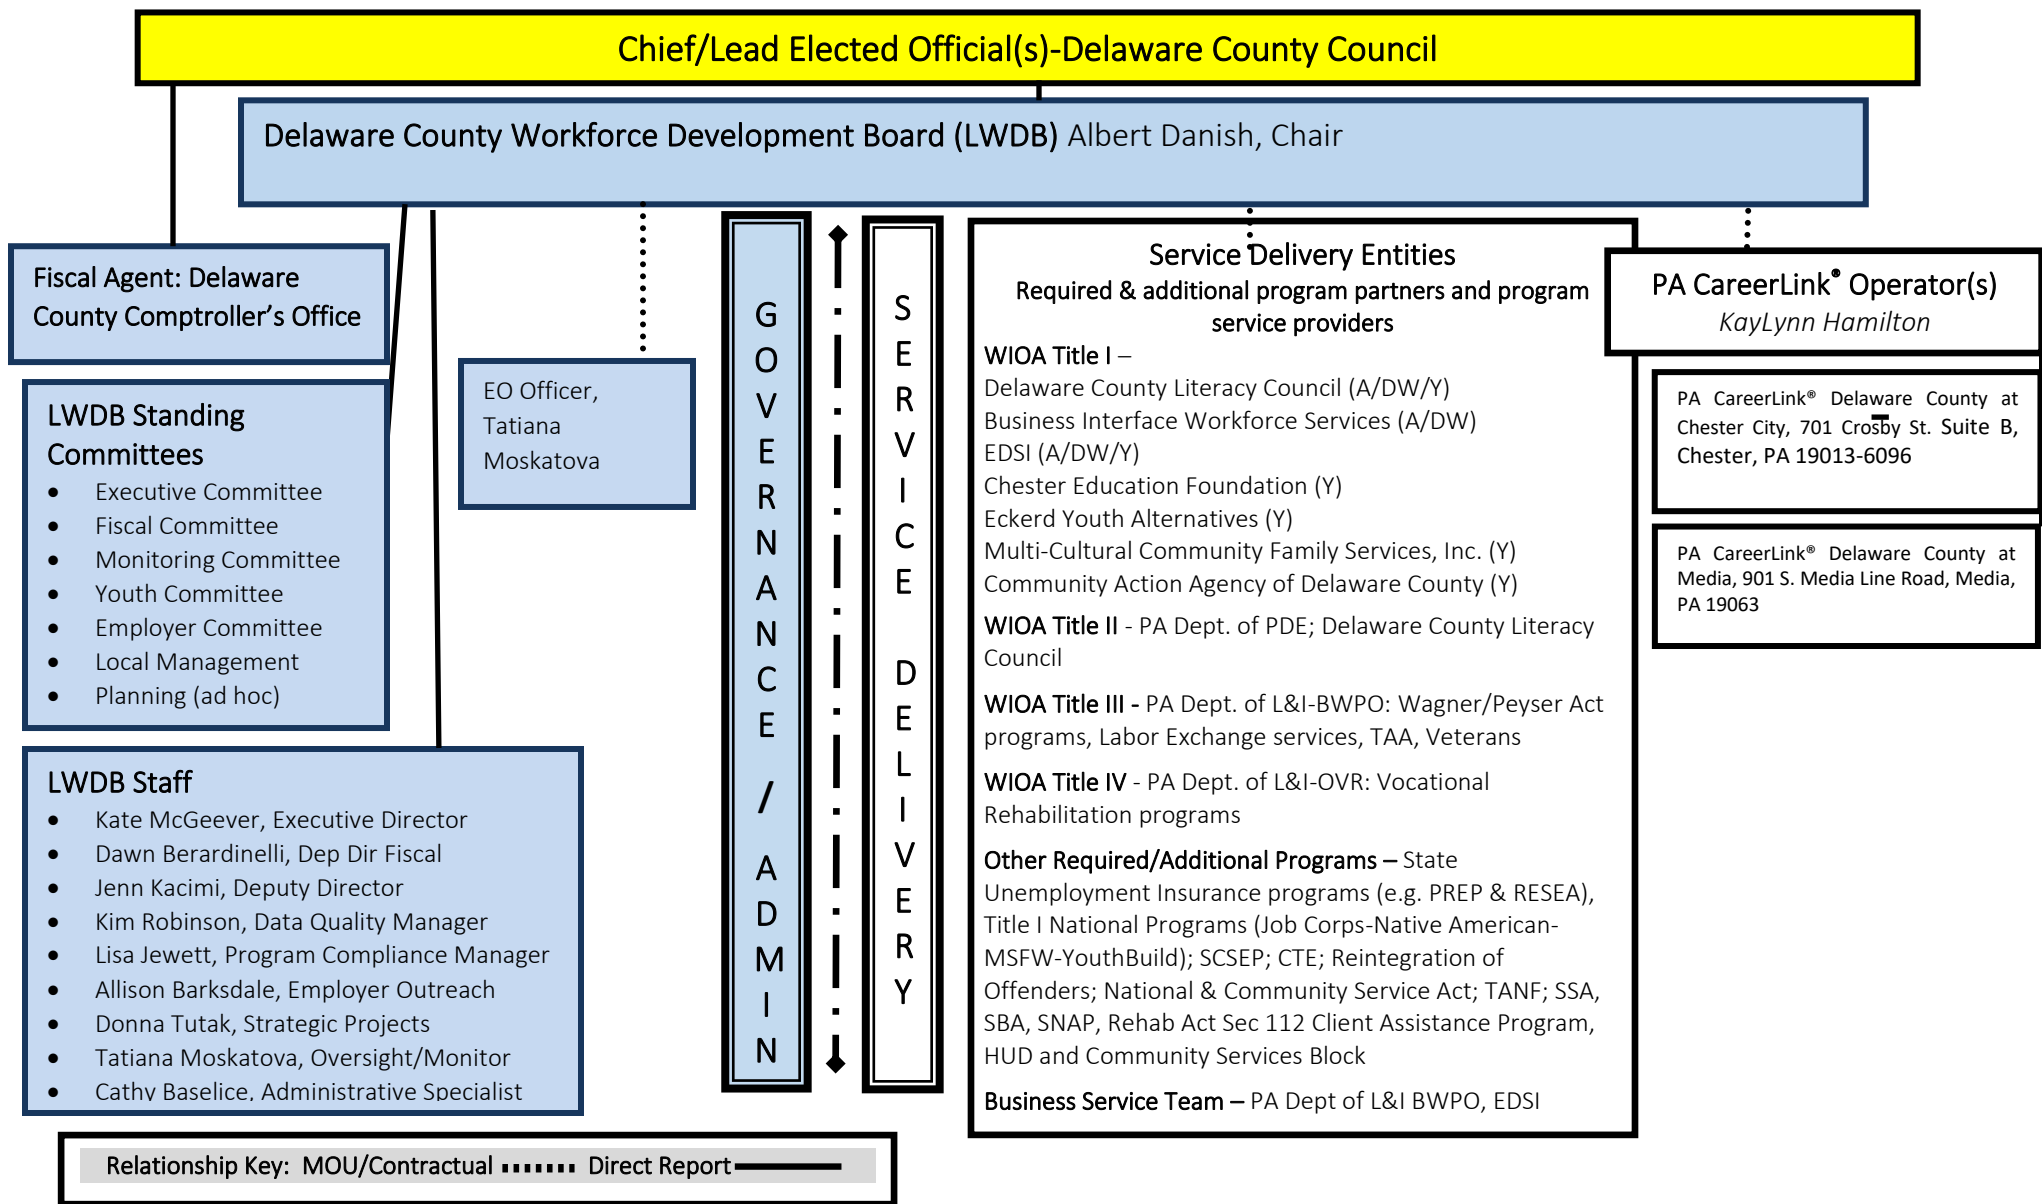 Chief/Lead Elected Official(s)-Delaware County Council
Delaware County Workforce Development Board (LWDB) Albert Danish, Chair
Fiscal Agent: Delaware
County Comptroller’s Office
LWDB Standing
Committees
• Executive Committee
• Fiscal Committee
• Monitoring Committee
• Youth Committee
• Employer Committee
• Local Management
• Planning (ad hoc)
LWDB Staff
• Kate McGeever, Executive Director
• Dawn Berardinelli, Dep Dir Fiscal
• Jenn Kacimi, Deputy Director
• Kim Robinson, Data Quality Manager
• Lisa Jewett, Program Compliance Manager
• Allison Barksdale, Employer Outreach
• Donna Tutak, Strategic Projects
• Tatiana Moskatova, Oversight/Monitor
• Cathy Baselice, Administrative Specialist
EO Officer,
Tatiana
Moskatova
GOVERNANCE / ADMIN
SERVICE DELIVERY
Service Delivery Entities
Required & additional program partners and program
service providers
WIOA Title I –
Delaware County Literacy Council (A/DW/Y)
Business Interface Workforce Services (A/DW)
EDSI (A/DW/Y)
Chester Education Foundation (Y)
Eckerd Youth Alternatives (Y)
Multi-Cultural Community Family Services, Inc. (Y)
Community Action Agency of Delaware County (Y)
WIOA Title II - PA Dept. of PDE; Delaware County Literacy
Council
WIOA Title III - PA Dept. of L&I-BWPO: Wagner/Peyser Act
programs, Labor Exchange services, TAA, Veterans
WIOA Title IV - PA Dept. of L&I-OVR: Vocational
Rehabilitation programs
Other Required/Additional Programs – State
Unemployment Insurance programs (e.g. PREP & RESEA),
Title I National Programs (Job Corps-Native American-
MSFW-YouthBuild); SCSEP; CTE; Reintegration of
Offenders; National & Community Service Act; TANF; SSA,
SBA, SNAP, Rehab Act Sec 112 Client Assistance Program,
HUD and Community Services Block
Business Service Team – PA Dept of L&I BWPO, EDSI
PA CareerLink® Operator(s)
KayLynn Hamilton
PA CareerLink® Delaware County at
Chester City, 701 Crosby St. Suite B,
Chester, PA 19013-6096
PA CareerLink® Delaware County at
Media, 901 S. Media Line Road, Media,
PA 19063
Relationship Key: MOU/Contractual Direct Report